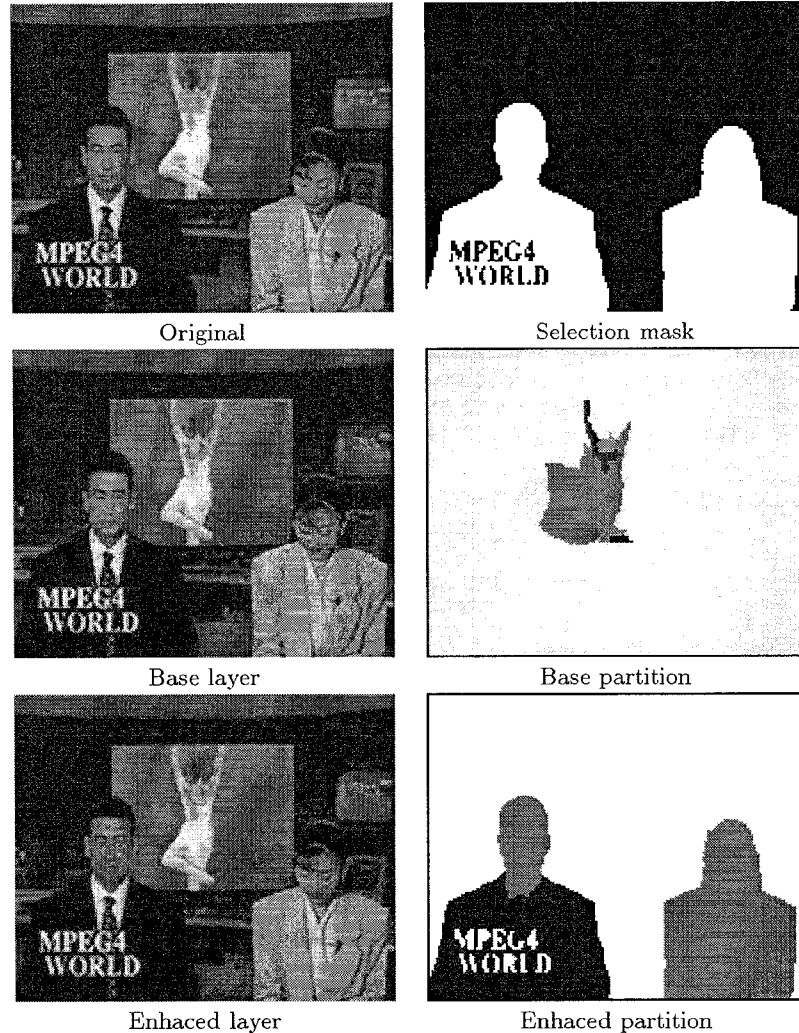 MPEG4
WORLD
MPEG4
WORLD
Original
Selection mask
MPEG4
WORLD
Base layer
Base partition
MPEG4
WORLD
MPEG4
WORLD
Enhaced layer
Enhaced partition